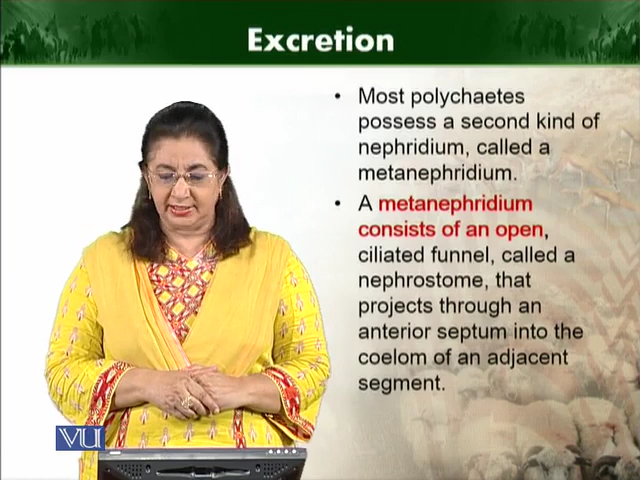 Excretion
• Most polychaetes
possess a second kind of
nephridium, called a
metanephridium.
• A metanephridium
consists of an open,
ciliated funnel, called a
nephrostome, that
projects through an
anterior septum into the
coelom of an adjacent
segment.
VU